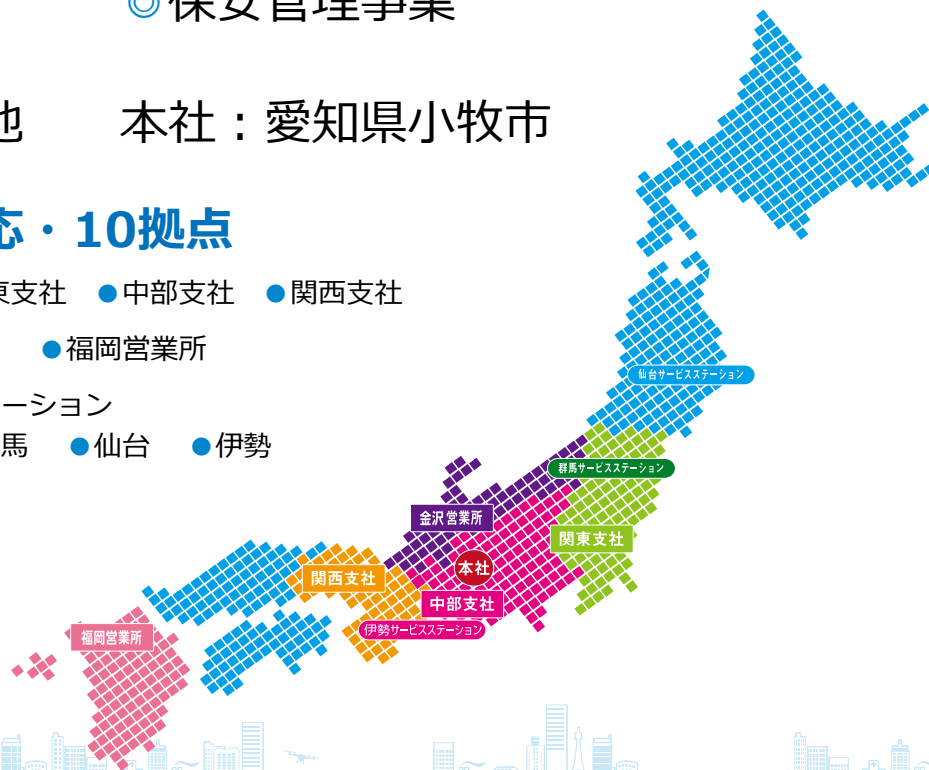 ◎保安管理事業
地 本社：愛知県小牧市
応・10拠点
東支社 ●中部支社 ●関西支社
●福岡営業所
ーション
馬 ●仙台 ●伊勢
仙台サービスステーション
群馬サービスステーション
金沢営業所
関東支社
本社
関西支社
中部支社
伊勢サービスステーション
福岡営業所